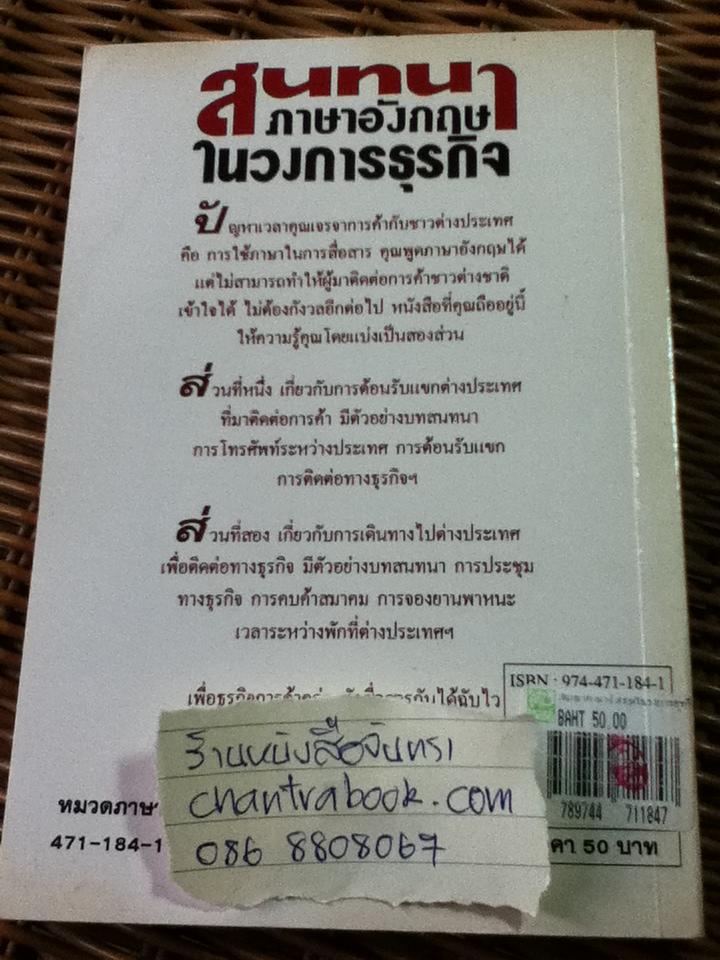 สนทนา
ภาษาอังกฤษ
ในวงการธุรกิจ
ปัญหาเวลาคุณเจรจาการค้ากับชาวต่างประเทศ
คือ การใช้ภาษาในการสื่อสาร คุณพูดภาษาอังกฤษได้
แต่ไม่สามารถทำให้ผู้มาติดต่อการค้าชาวต่างชาติ
เข้าใจได้ ไม่ต้องกังวลอีกต่อไป หนังสือที่คุณถืออยู่นี้
ให้ความรู้คุณโดยแบ่งเป็นสองส่วน
ส่วนที่หนึ่ง เกี่ยวกับการต้อนรับแขกต่างประเทศ
ที่มาติดต่อการค้า มีตัวอย่างบทสนทนา
การโทรศัพท์ระหว่างประเทศ การต้อนรับแขก
การติดต่อทางธุรกิจฯ
ส่วนที่สอง เกี่ยวกับการเดินทางไปต่างประเทศ
เพื่อติดต่อทางธุรกิจ มีตัวอย่างบทสนทนา การประชุม
ทางธุรกิจ การคบค้าสมาคม การจองยานพาหนะ
เวลาระหว่างพักที่ต่างประเทศฯ
เพื่อธุรกิจการค้า กันได้ฉับไว
ISBN : 974-471-184-1
BAHT 50.00
789744 711847
ร้านหนังสือจันทรา
chantrabook.com
086 8808067
หมวดภาษา
471-184-1
คา 50 บาท